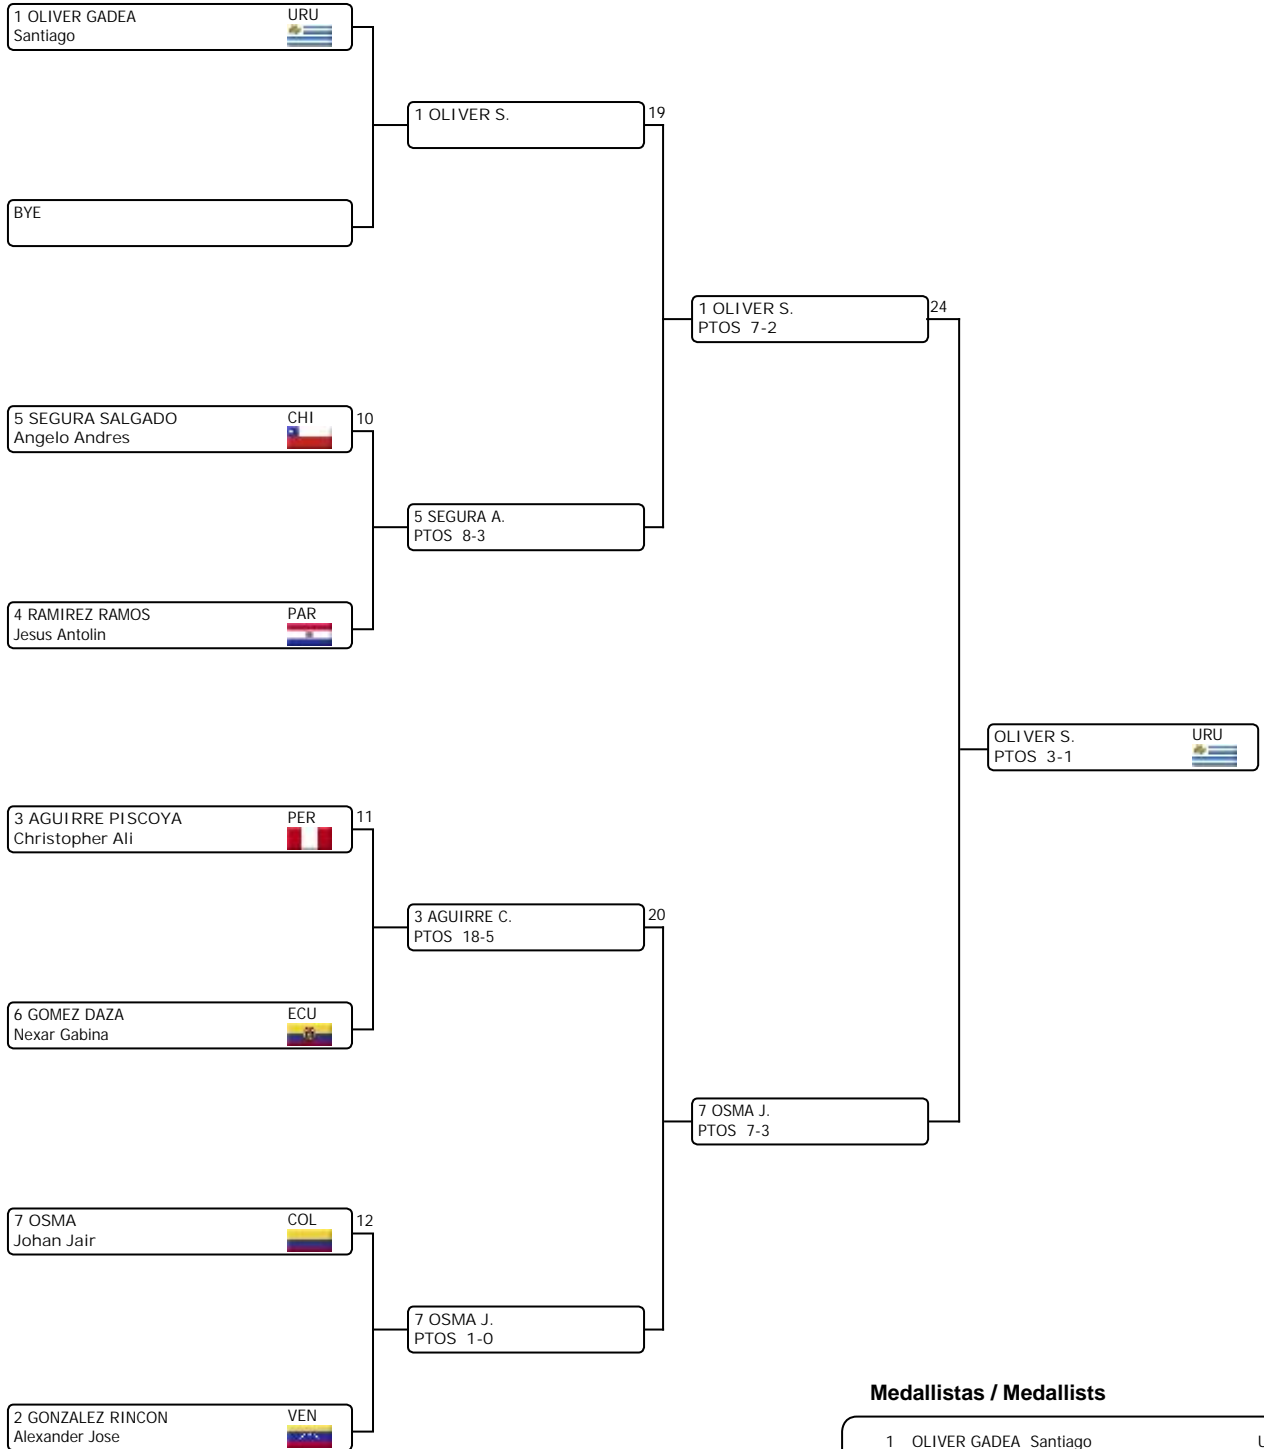 1 OLIVER GADEA URU
Santiago
1 OLIVER S. 19
BYE
1 OLIVER S. 24
PTOS 7-2
5 SEGURA SALGADO CHI 10
Angelo Andres
5 SEGURA A.
PTOS 8-3
4 RAMIREZ RAMOS PAR
Jesus Antolin
OLIVER S. URU
PTOS 3-1
3 AGUIRRE PISCOYA PER 11
Christopher Ali
3 AGUIRRE C. 20
PTOS 18-5
6 GOMEZ DAZA ECU
Nexar Gabina
7 OSMA J.
PTOS 7-3
7 OSMA COL 12
Johan Jair
7 OSMA J.
PTOS 1-0
Medallistas / Medallists
2 GONZALEZ RINCON VEN
Alexander Jose
1 OLIVER GADEA Santiago